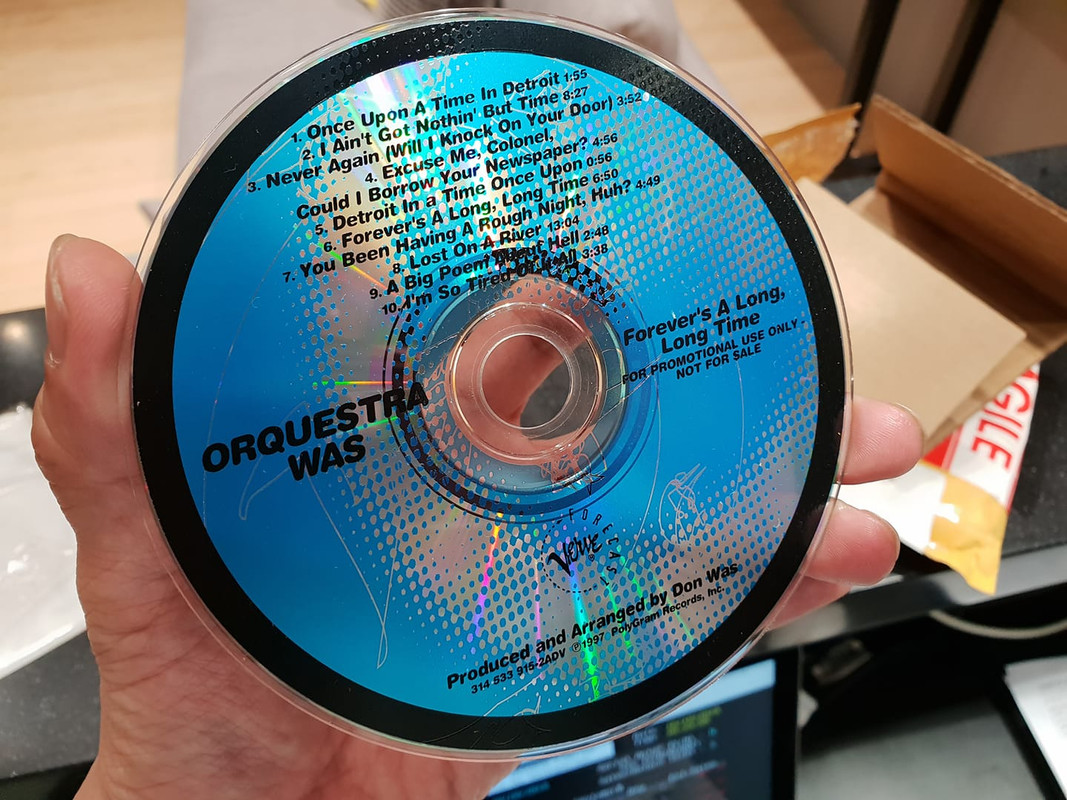 1. Once Upon A Time In Detroit 1:55
2. I Ain't Got Nothin' But Time 8:27
3. Never Again (Will I Knock On Your Door) 3:52
4. Excuse Me, Colonel,
Could I Borrow Your Newspaper? 4:56
5. Detroit In a Time Once Upon 0:56
6. Forever's A Long, Long Time 6:50
7. You Been Having A Rough Night, Huh? 4:49
8. Lost On A River 13:04
9. A Big Poem About Hell 2:48
10. I'm So Tired Of It All 3:38
Forever's A Long,
Long Time
FOR PROMOTIONAL USE ONLY -
NOT FOR SALE
ORQUESTRA
WAS
FORECAST
Verve
Produced and Arranged by Don Was
314 533 915-2ADV ℗1997 PolyGram Records, Inc.